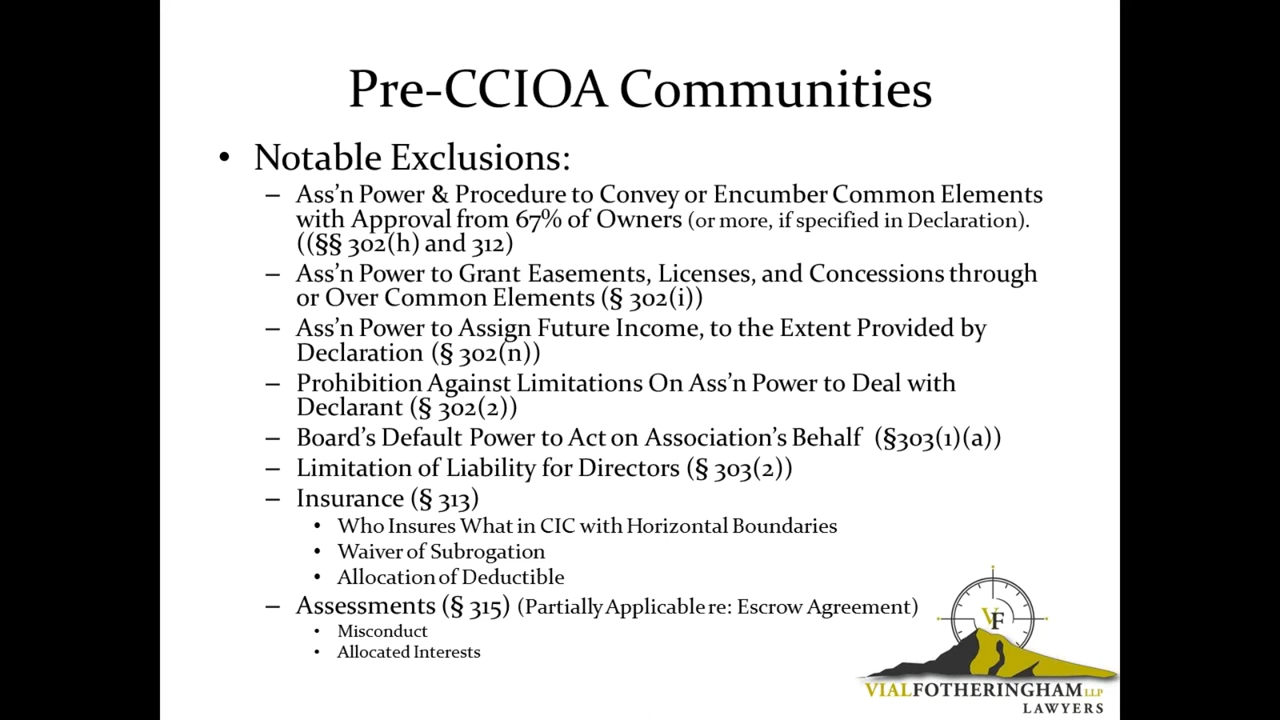 Pre-CCIOA Communities
• Notable Exclusions:
– Ass'n Power & Procedure to Convey or Encumber Common Elements
with Approval from 67% of Owners (or more, if specified in Declaration).
((§§ 302(h) and 312)
– Ass'n Power to Grant Easements, Licenses, and Concessions through
or Over Common Elements (§ 302(i))
– Ass'n Power to Assign Future Income, to the Extent Provided by
Declaration (§ 302(n))
– Prohibition Against Limitations On Ass'n Power to Deal with
Declarant (§ 302(2))
– Board's Default Power to Act on Association's Behalf (§303(1)(a))
– Limitation of Liability for Directors (§ 303(2))
– Insurance (§ 313)
• Who Insures What in CIC with Horizontal Boundaries
• Waiver of Subrogation
• Allocation of Deductible
– Assessments (§ 315) (Partially Applicable re: Escrow Agreement)
• Misconduct
• Allocated Interests
VF
VIALFOTHERINGHAM LLP
LAWYERS